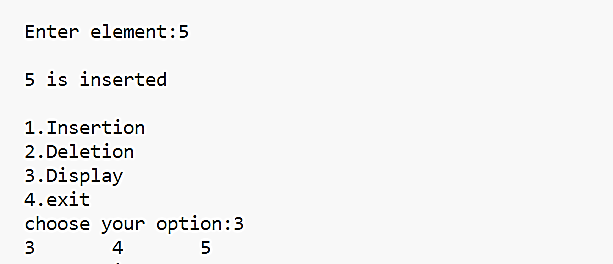 Enter element:5
5 is inserted
1.Insertion
2.Deletion
3.Display
4.exit
choose your option:3
3 4 5